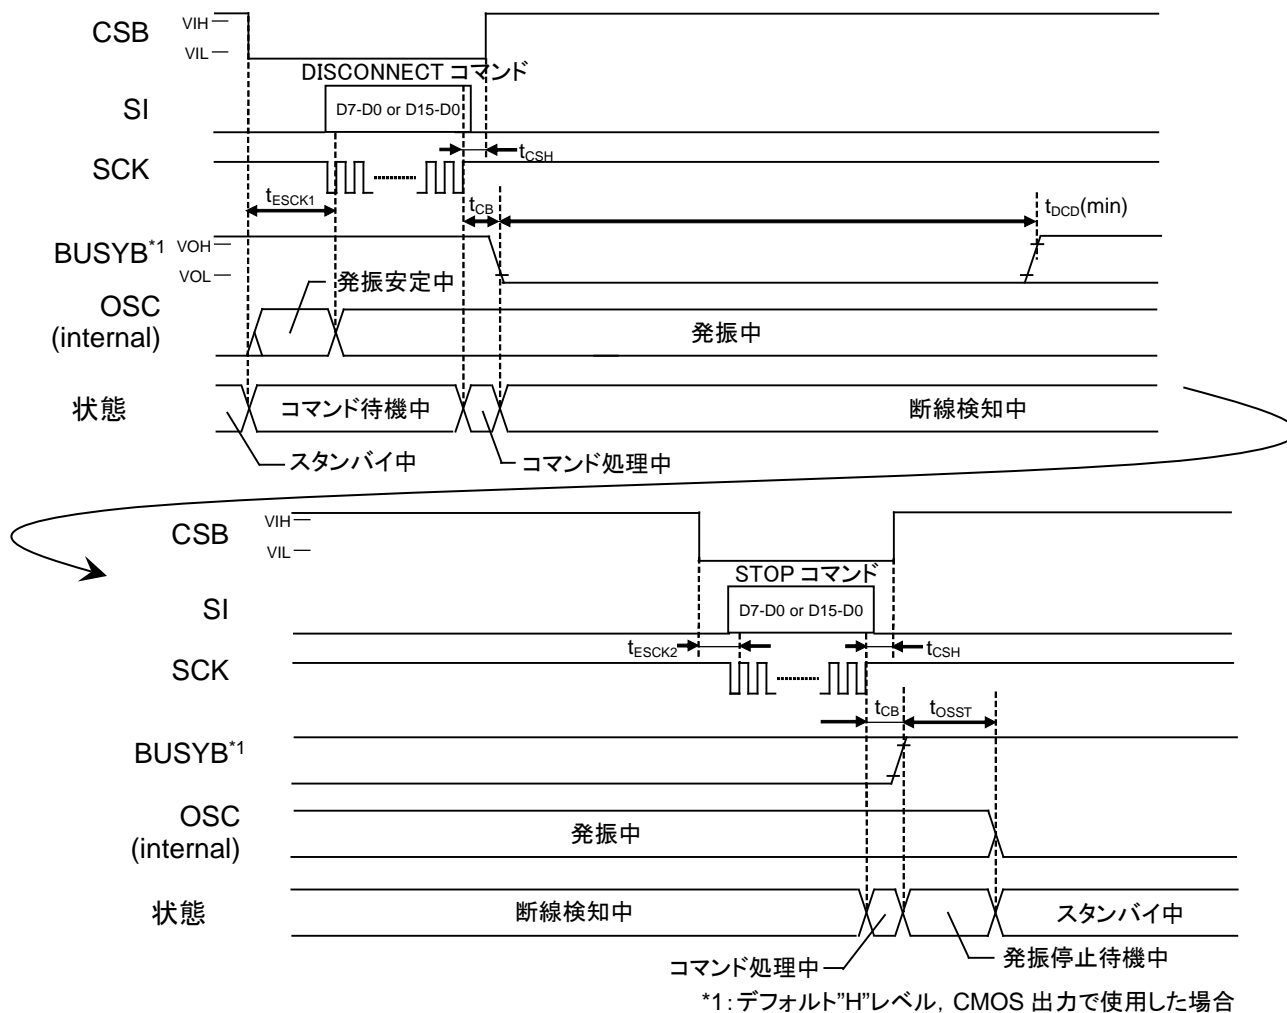 CSB
VIH
VIL
DISCONNECT コマンド
SI
D7-D0 or D15-D0
tCSH
SCK
tESCK1
tCB
tDCD(min)
BUSYB*1
VOH
VOL
発振安定中
OSC
(internal)
発振中
状態
コマンド待機中
断線検知中
スタンバイ中
コマンド処理中
CSB
VIH
VIL
STOP コマンド
SI
D7-D0 or D15-D0
tESCK2
tCSH
SCK
tCB
tOSST
BUSYB*1
OSC
(internal)
発振中
状態
断線検知中
スタンバイ中
コマンド処理中
発振停止待機中
*1:デフォルト”H”レベル, CMOS 出力で使用した場合